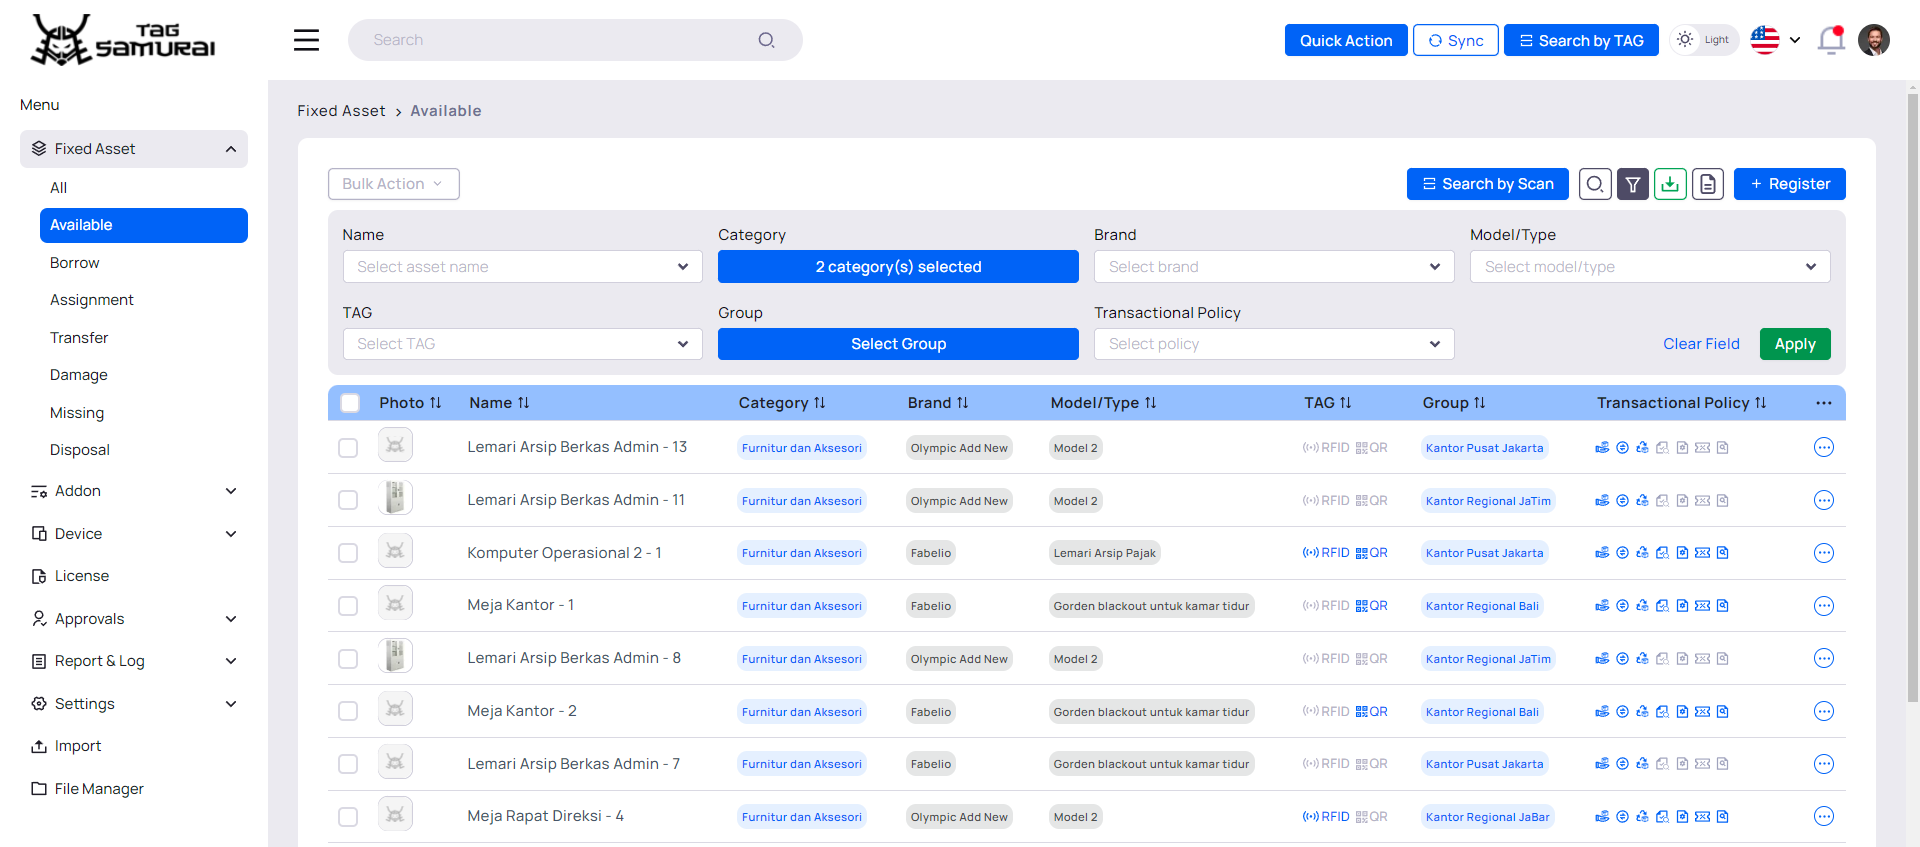 TAG SAMURAI
Search
Quick Action
Sync
Search by TAG
Light
Menu
Fixed Asset
All
Available
Borrow
Assignment
Transfer
Damage
Missing
Disposal
Addon
Device
License
Approvals
Report & Log
Settings
Import
File Manager
Fixed Asset > Available
Bulk Action
Search by Scan
+ Register
Name Category Brand Model/Type
Select asset name 2 category(s) selected Select brand Select model/type
TAG Group Transactional Policy
Select TAG Select Group Select policy Clear Field Apply
Photo Name Category Brand Model/Type TAG Group Transactional Policy
Lemari Arsip Berkas Admin - 13 Furnitur dan Aksesori Olympic Add New Model 2 RFID QR Kantor Pusat Jakarta
Lemari Arsip Berkas Admin - 11 Furnitur dan Aksesori Olympic Add New Model 2 RFID QR Kantor Regional JaTim
Komputer Operasional 2 - 1 Furnitur dan Aksesori Fabelio Lemari Arsip Pajak RFID QR Kantor Pusat Jakarta
Meja Kantor - 1 Furnitur dan Aksesori Fabelio Gorden blackout untuk kamar tidur RFID QR Kantor Regional Bali
Lemari Arsip Berkas Admin - 8 Furnitur dan Aksesori Olympic Add New Model 2 RFID QR Kantor Regional JaTim
Meja Kantor - 2 Furnitur dan Aksesori Fabelio Gorden blackout untuk kamar tidur RFID QR Kantor Regional Bali
Lemari Arsip Berkas Admin - 7 Furnitur dan Aksesori Fabelio Gorden blackout untuk kamar tidur RFID QR Kantor Pusat Jakarta
Meja Rapat Direksi - 4 Furnitur dan Aksesori Olympic Add New Model 2 RFID QR Kantor Regional JaBar